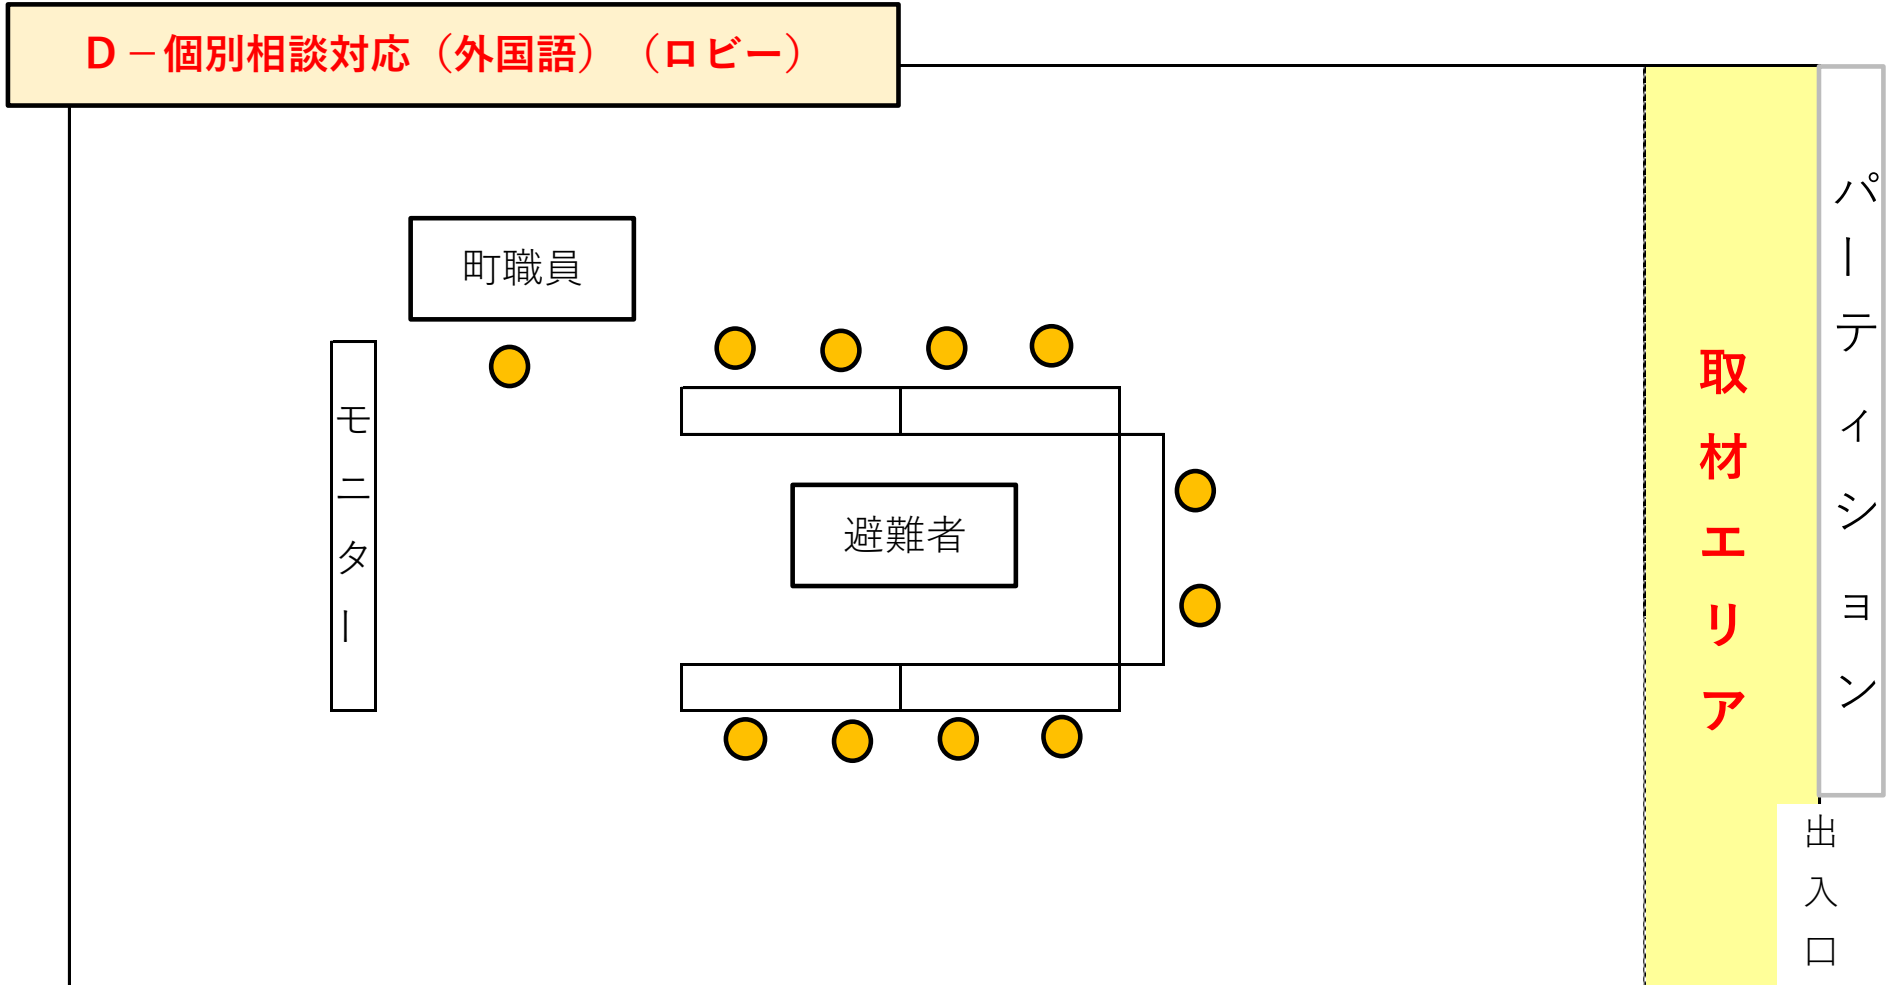 D－個別相談対応（外国語）（ロビー）
町職員
モニター
避難者
取材エリア
パーティション
出入口